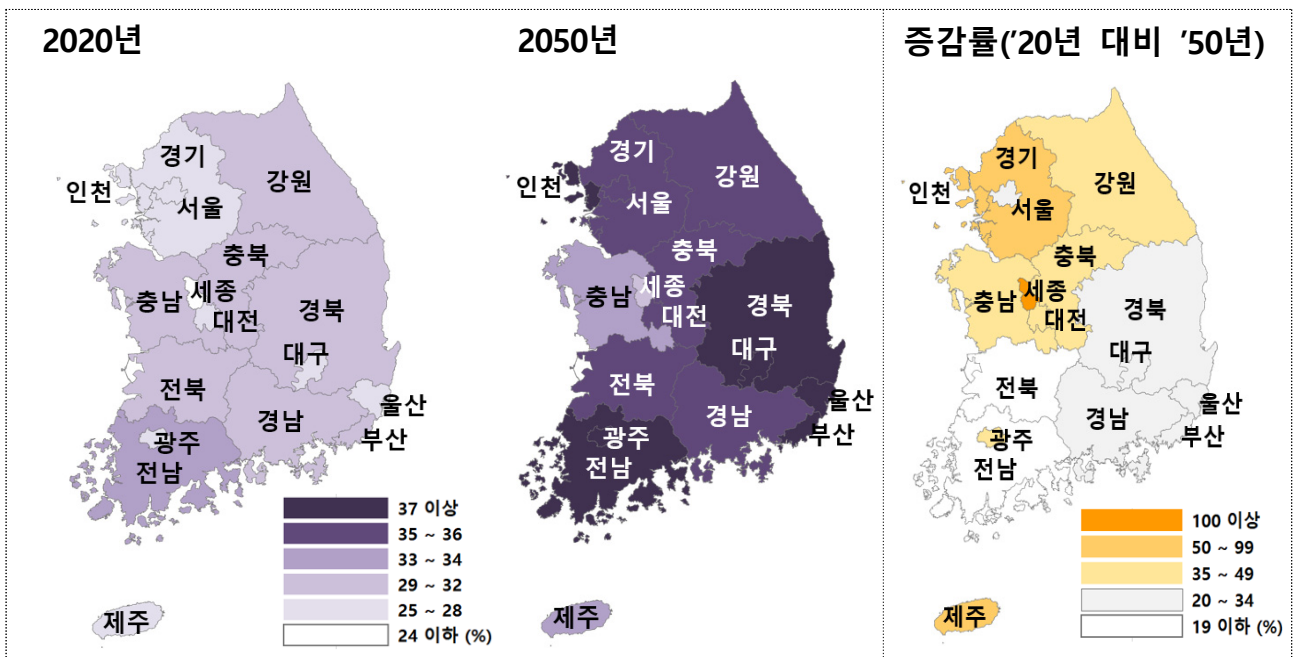 2020년
경기
인천
강원
서울
충북
충남
세종
대전
경북
대구
전북
경남
울산
부산
광주
전남
제주
37 이상
35 ~ 36
33 ~ 34
29 ~ 32
25 ~ 28
24 이하 (%)
2050년
경기
인천
강원
서울
충북
충남
세종
대전
경북
대구
전북
경남
울산
부산
광주
전남
제주
증감률('20년 대비 '50년)
경기
인천
강원
서울
충북
충남
세종
대전
경북
대구
전북
경남
울산
부산
광주
전남
제주
100 이상
50 ~ 99
35 ~ 49
20 ~ 34
19 이하 (%)